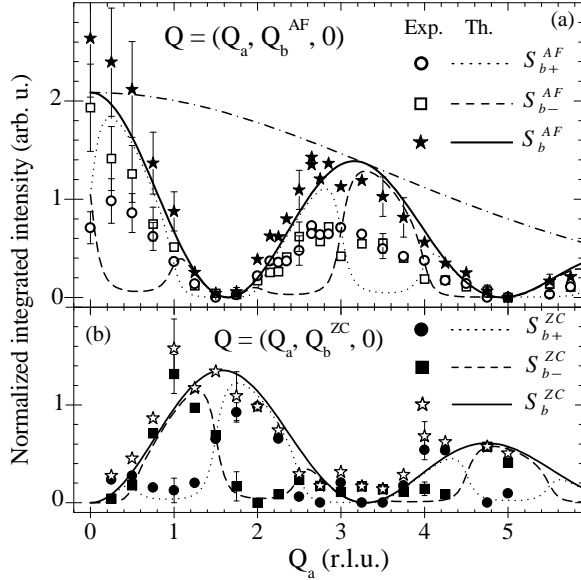 (a)
Q = (Q_a, Q_b^AF, 0)
Exp. Th.
S_b+^AF
S_b-^AF
S_b^AF
2
1
0
Normalized integrated intensity (arb. u.)
(b)
Q = (Q_a, Q_b^ZC, 0)
S_b+^ZC
S_b-^ZC
S_b^ZC
1
0
0 1 2 3 4 5
Q_a (r.l.u.)